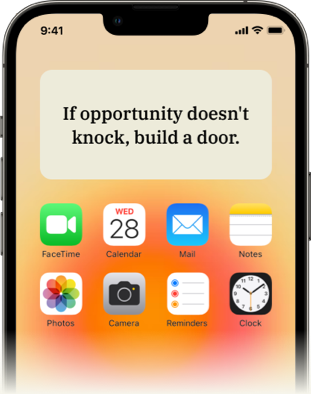 9:41
If opportunity doesn't
knock, build a door.
WED
28
FaceTime Calendar Mail Notes
Photos Camera Reminders Clock